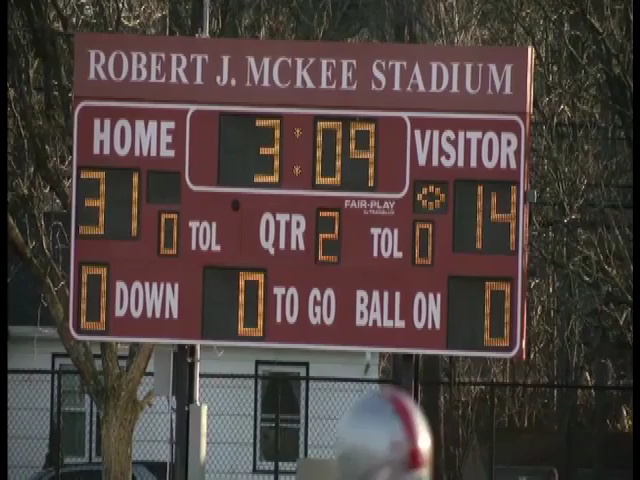 ROBERT J. MCKEE STADIUM
HOME 3:09 VISITOR
31 FAIR-PLAY 14
0 TOL QTR 2 TOL 0
0 DOWN 0 TO GO BALL ON 0